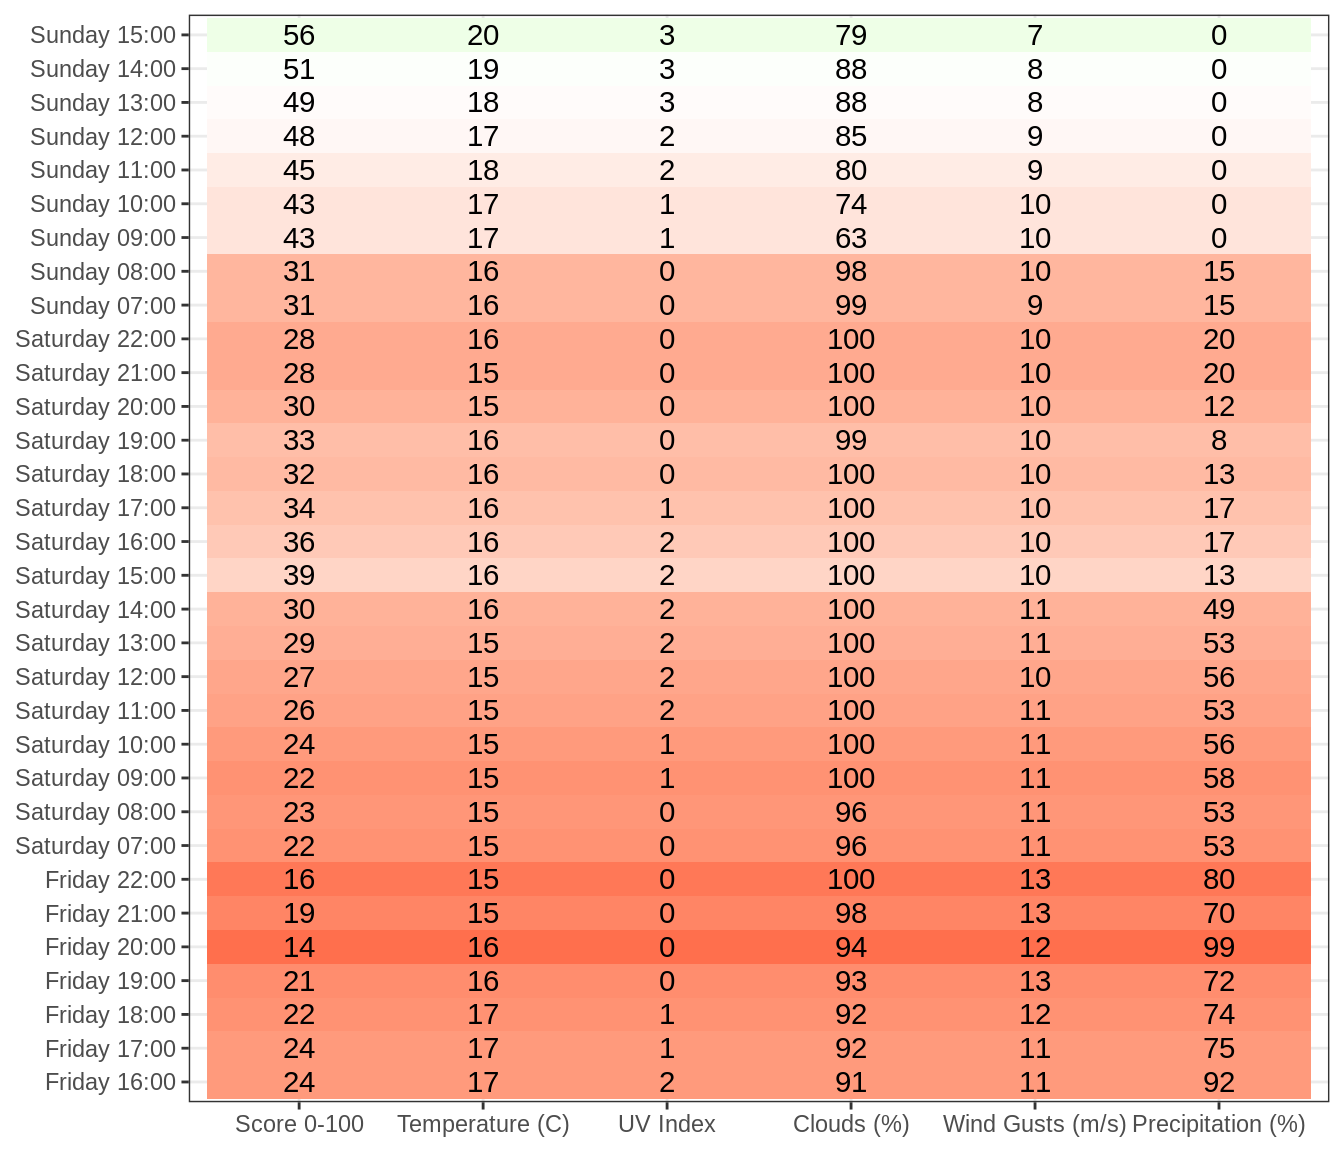 Sunday 15:00 56 20 3 79 7 0
Sunday 14:00 51 19 3 88 8 0
Sunday 13:00 49 18 3 88 8 0
Sunday 12:00 48 17 2 85 9 0
Sunday 11:00 45 18 2 80 9 0
Sunday 10:00 43 17 1 74 10 0
Sunday 09:00 43 17 1 63 10 0
Sunday 08:00 31 16 0 98 10 15
Sunday 07:00 31 16 0 99 9 15
Saturday 22:00 28 16 0 100 10 20
Saturday 21:00 28 15 0 100 10 20
Saturday 20:00 30 15 0 100 10 12
Saturday 19:00 33 16 0 99 10 8
Saturday 18:00 32 16 0 100 10 13
Saturday 17:00 34 16 1 100 10 17
Saturday 16:00 36 16 2 100 10 17
Saturday 15:00 39 16 2 100 10 13
Saturday 14:00 30 16 2 100 11 49
Saturday 13:00 29 15 2 100 11 53
Saturday 12:00 27 15 2 100 10 56
Saturday 11:00 26 15 2 100 11 53
Saturday 10:00 24 15 1 100 11 56
Saturday 09:00 22 15 1 100 11 58
Saturday 08:00 23 15 0 96 11 53
Saturday 07:00 22 15 0 96 11 53
Friday 22:00 16 15 0 100 13 80
Friday 21:00 19 15 0 98 13 70
Friday 20:00 14 16 0 94 12 99
Friday 19:00 21 16 0 93 13 72
Friday 18:00 22 17 1 92 12 74
Friday 17:00 24 17 1 92 11 75
Friday 16:00 24 17 2 91 11 92
Score 0-100 Temperature (C) UV Index Clouds (%) Wind Gusts (m/s) Precipitation (%)